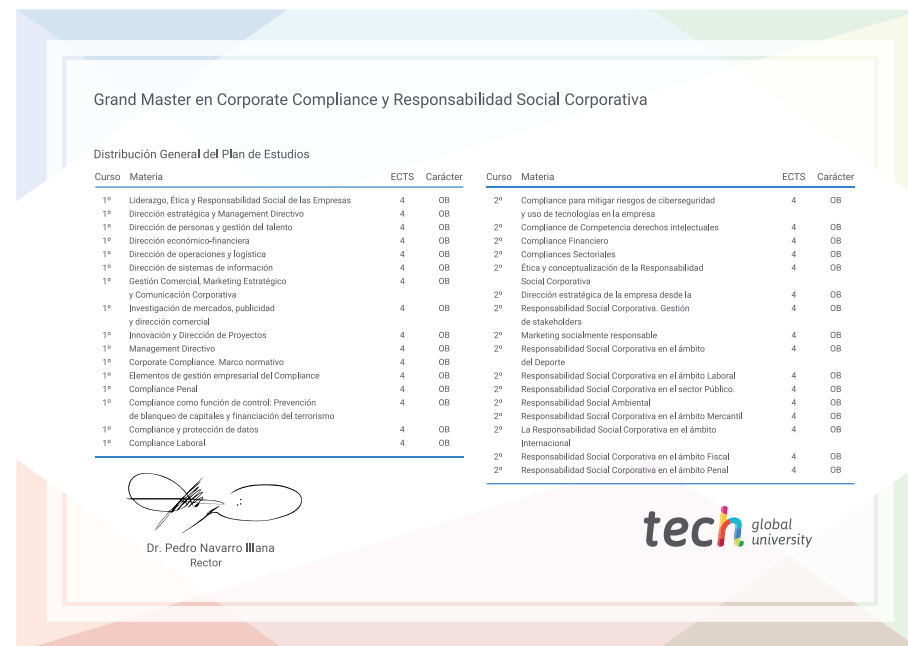 Grand Master en Corporate Compliance y Responsabilidad Social Corporativa
Distribución General del Plan de Estudios
Curso Materia ECTS Carácter
1º Liderazgo, Ética y Responsabilidad Social de las Empresas 4 OB
1º Dirección estratégica y Management Directivo 4 OB
1º Dirección de personas y gestión del talento 4 OB
1º Dirección económico-financiera 4 OB
1º Dirección de operaciones y logística 4 OB
1º Dirección de sistemas de información 4 OB
1º Gestión Comercial, Marketing Estratégico 4 OB
y Comunicación Corporativa
1º Investigación de mercados, publicidad 4 OB
y dirección comercial
1º Innovación y Dirección de Proyectos 4 OB
1º Management Directivo 4 OB
1º Corporate Compliance. Marco normativo 4 OB
1º Elementos de gestión empresarial del Compliance 4 OB
1º Compliance Penal 4 OB
1º Compliance como función de control: Prevención 4 OB
de blanqueo de capitales y financiación del terrorismo
1º Compliance y protección de datos 4 OB
1º Compliance Laboral 4 OB
Curso Materia ECTS Carácter
2º Compliance para mitigar riesgos de ciberseguridad 4 OB
y uso de tecnologías en la empresa
2º Compliance de Competencia derechos intelectuales 4 OB
2º Compliance Financiero 4 OB
2º Compliances Sectoriales 4 OB
2º Ética y conceptualización de la Responsabilidad 4 OB
Social Corporativa
2º Dirección estratégica de la empresa desde la 4 OB
2º Responsabilidad Social Corporativa. Gestión 4 OB
de stakeholders
2º Marketing socialmente responsable 4 OB
2º Responsabilidad Social Corporativa en el ámbito 4 OB
del Deporte
2º Responsabilidad Social Corporativa en el ámbito Laboral 4 OB
2º Responsabilidad Social Corporativa en el sector Público. 4 OB
2º Responsabilidad Social Ambiental 4 OB
2º Responsabilidad Social Corporativa en el ámbito Mercantil 4 OB
2º La Responsabilidad Social Corporativa en el ámbito 4 OB
Internacional
2º Responsabilidad Social Corporativa en el ámbito Fiscal 4 OB
2º Responsabilidad Social Corporativa en el ámbito Penal 4 OB
Dr. Pedro Navarro Illana
Rector
tech global
university